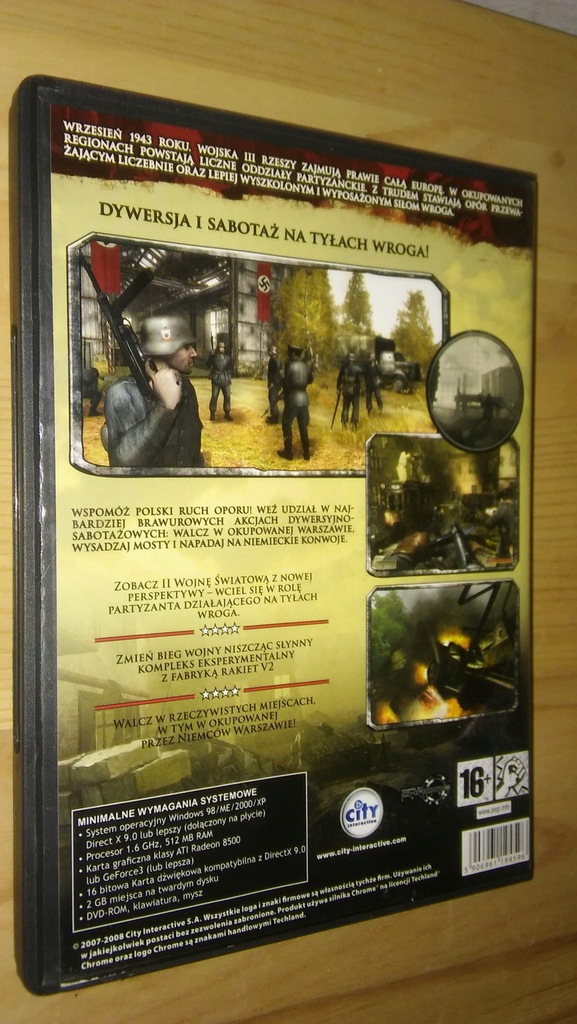 WRZESIEŃ 1943 ROKU. WOJSKA III RZESZY ZAJMUJĄ PRAWIE CAŁĄ EUROPĘ. W OKUPOWANYCH
REGIONACH POWSTAJĄ LICZNE ODDZIAŁY PARTYZANCKIE. Z TRUDEM STAWIAJĄ OPÓR PRZEWA-
ŻAJĄCYM LICZEBNIE ORAZ LEPIEJ WYSZKOLONYM I WYPOSAŻONYM SIŁOM WROGA.
DYWERSJA I SABOTAŻ NA TYŁACH WROGA!
WSPOMÓŻ POLSKI RUCH OPORU! WEŹ UDZIAŁ W NAJ-
BARDZIEJ BRAWUROWYCH AKCJACH DYWERSYJNO-
SABOTAŻOWYCH: WALCZ W OKUPOWANEJ WARSZAWIE,
WYSADZAJ MOSTY I NAPADAJ NA NIEMIECKIE KONWOJE.
ZOBACZ II WOJNĘ ŚWIATOWĄ Z NOWEJ
PERSPEKTYWY – WCIEL SIĘ W ROLĘ
PARTYZANTA DZIAŁAJĄCEGO NA TYŁACH
WROGA.
ZMIEŃ BIEG WOJNY NISZCZĄC SŁYNNY
KOMPLEKS EKSPERYMENTALNY
Z FABRYKĄ RAKIET V2
WALCZ W RZECZYWISTYCH MIEJSCACH,
W TYM W OKUPOWANEJ
PRZEZ NIEMCÓW WARSZAWIE!
MINIMALNE WYMAGANIA SYSTEMOWE
• System operacyjny Windows 98/ME/2000/XP
Direct X 9.0 lub lepszy (dołączony na płycie)
• Procesor 1.6 GHz, 512 MB RAM
• Karta graficzna klasy ATI Radeon 8500
lub GeForce3 (lub lepsza)
• 16 bitowa Karta dźwiękowa kompatybilna z DirectX 9.0
• 2 GB miejsca na twardym dysku
• DVD-ROM, klawiatura, mysz
CITY
interactive
www.city-interactive.com
16+
www.pegi.info
5 906961 194596
© 2007-2008 City Interactive S.A. Wszystkie loga i znaki firmowe są własnością tychże firm. Używanie ich
w jakiejkolwiek postaci bez zezwolenia zabronione. Produkt używa silnika Chrome™ na licencji Techland™
Chrome oraz logo Chrome są znakami handlowymi Techland.